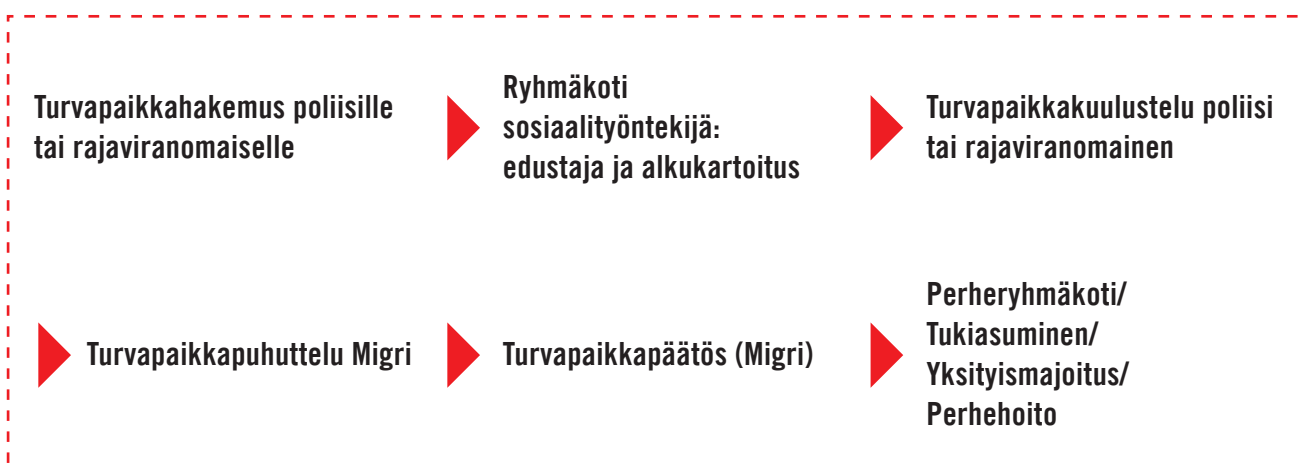 Turvapaikkahakemus poliisille
tai rajaviranomaiselle
Ryhmäkoti
sosiaalityöntekijä:
edustaja ja alkukartoitus
Turvapaikkakuulustelu poliisi
tai rajaviranomainen
Turvapaikkapuhuttelu Migri
Turvapaikkapäätös (Migri)
Perheryhmäkoti/
Tukiasuminen/
Yksityismajoitus/
Perhehoito